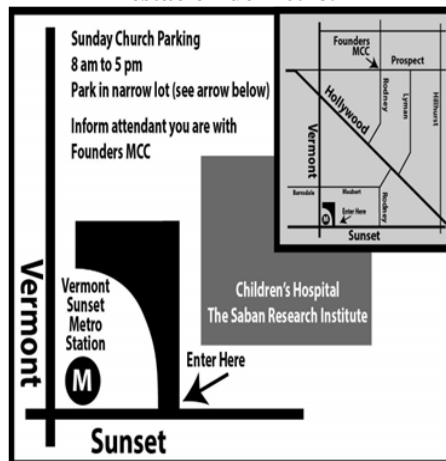 Sunday Church Parking
8 am to 5 pm
Park in narrow lot (see arrow below)
Inform attendant you are with
Founders MCC
Founders
MCC
Prospect
Rodney
Lyman
Hillhurst
Hollywood
Vermont
Barnsdale
Maubert
Rodney
Enter Here
M
Sunset
Vermont
Vermont
Sunset
Metro
Station
M
Children's Hospital
The Saban Research Institute
Enter Here
Sunset